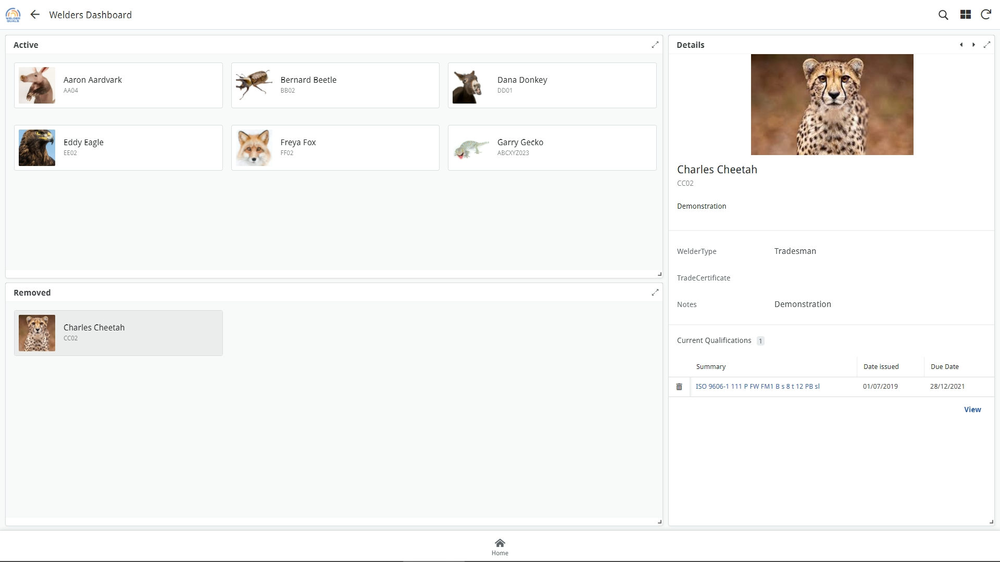 WELDER
QUALS
Welders Dashboard
Active
Aaron Aardvark
AA04
Bernard Beetle
BB02
Dana Donkey
DD01
Eddy Eagle
EE02
Freya Fox
FF02
Garry Gecko
ABCXYZ023
Removed
Charles Cheetah
CC02
Details
Charles Cheetah
CC02
Demonstration
WelderType Tradesman
TradeCertificate
Notes Demonstration
Current Qualifications 1
Summary Date issued Due Date
ISO 9606-1 111 P FW FM1 B s 8 t 12 PB sl 01/07/2019 28/12/2021
View
Home